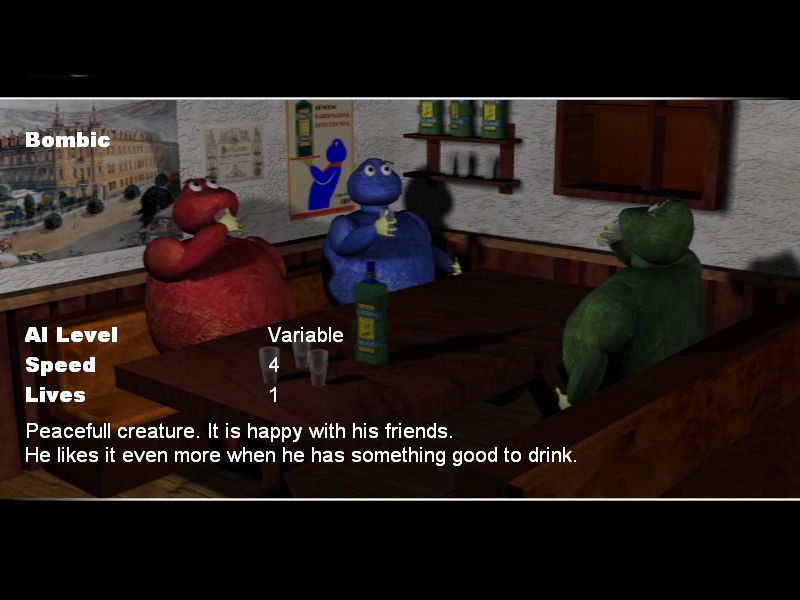 Bombic
AI Level Variable
Speed 4
Lives 1
Peacefull creature. It is happy with his friends.
He likes it even more when he has something good to drink.